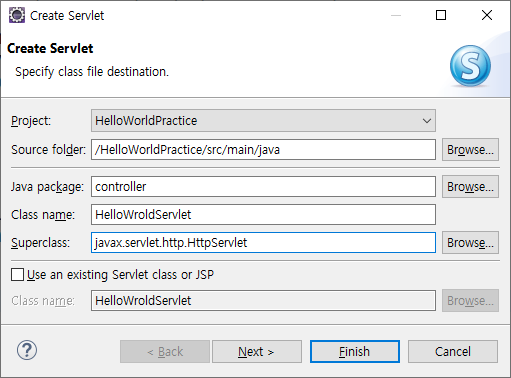 Create Servlet
Create Servlet
Specify class file destination.
S
Project: HelloWorldPractice
Source folder: /HelloWorldPractice/src/main/java Browse...
Java package: controller Browse...
Class name: HelloWroldServlet
Superclass: javax.servlet.http.HttpServlet Browse...
Use an existing Servlet class or JSP
Class name: HelloWroldServlet Browse...
? < Back Next > Finish Cancel